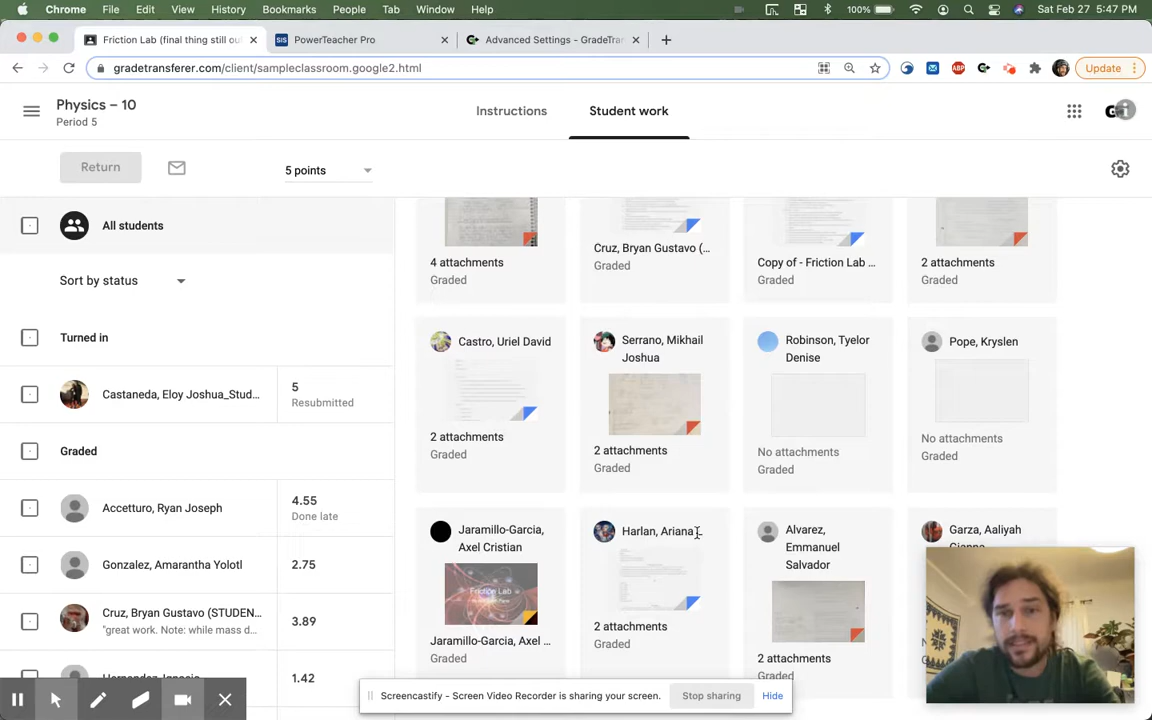 Chrome File Edit View History Bookmarks People Tab Window Help 100% Sat Feb 27 5:47 PM
Friction Lab (final thing still ou
SIS PowerTeacher Pro
Advanced Settings - GradeTra
gradetransferer.com/client/sampleclassroom.google2.html
ABP
Update
Physics – 10
Period 5
Instructions
Student work
Return
5 points
All students
Sort by status
Turned in
Castaneda, Eloy Joshua_Stud...
5
Resubmitted
Graded
Accetturo, Ryan Joseph
4.55
Done late
Gonzalez, Amarantha Yolotl
2.75
Cruz, Bryan Gustavo (STUDEN...
"great work. Note: while mass d...
3.89
Hernandez, Ignacio
1.42
4 attachments
Graded
Cruz, Bryan Gustavo (...
Graded
Copy of - Friction Lab ...
Graded
2 attachments
Graded
Castro, Uriel David
2 attachments
Graded
Serrano, Mikhail
Joshua
2 attachments
Graded
Robinson, Tyelor
Denise
No attachments
Graded
Pope, Kryslen
No attachments
Graded
Jaramillo-Garcia,
Axel Cristian
Friction Lab
Jaramillo-Garcia, Axel ...
Graded
Harlan, Ariana
2 attachments
Graded
Alvarez,
Emmanuel
Salvador
2 attachments
Graded
Garza, Aaliyah
Gianna
Screencastify - Screen Video Recorder is sharing your screen.
Stop sharing
Hide